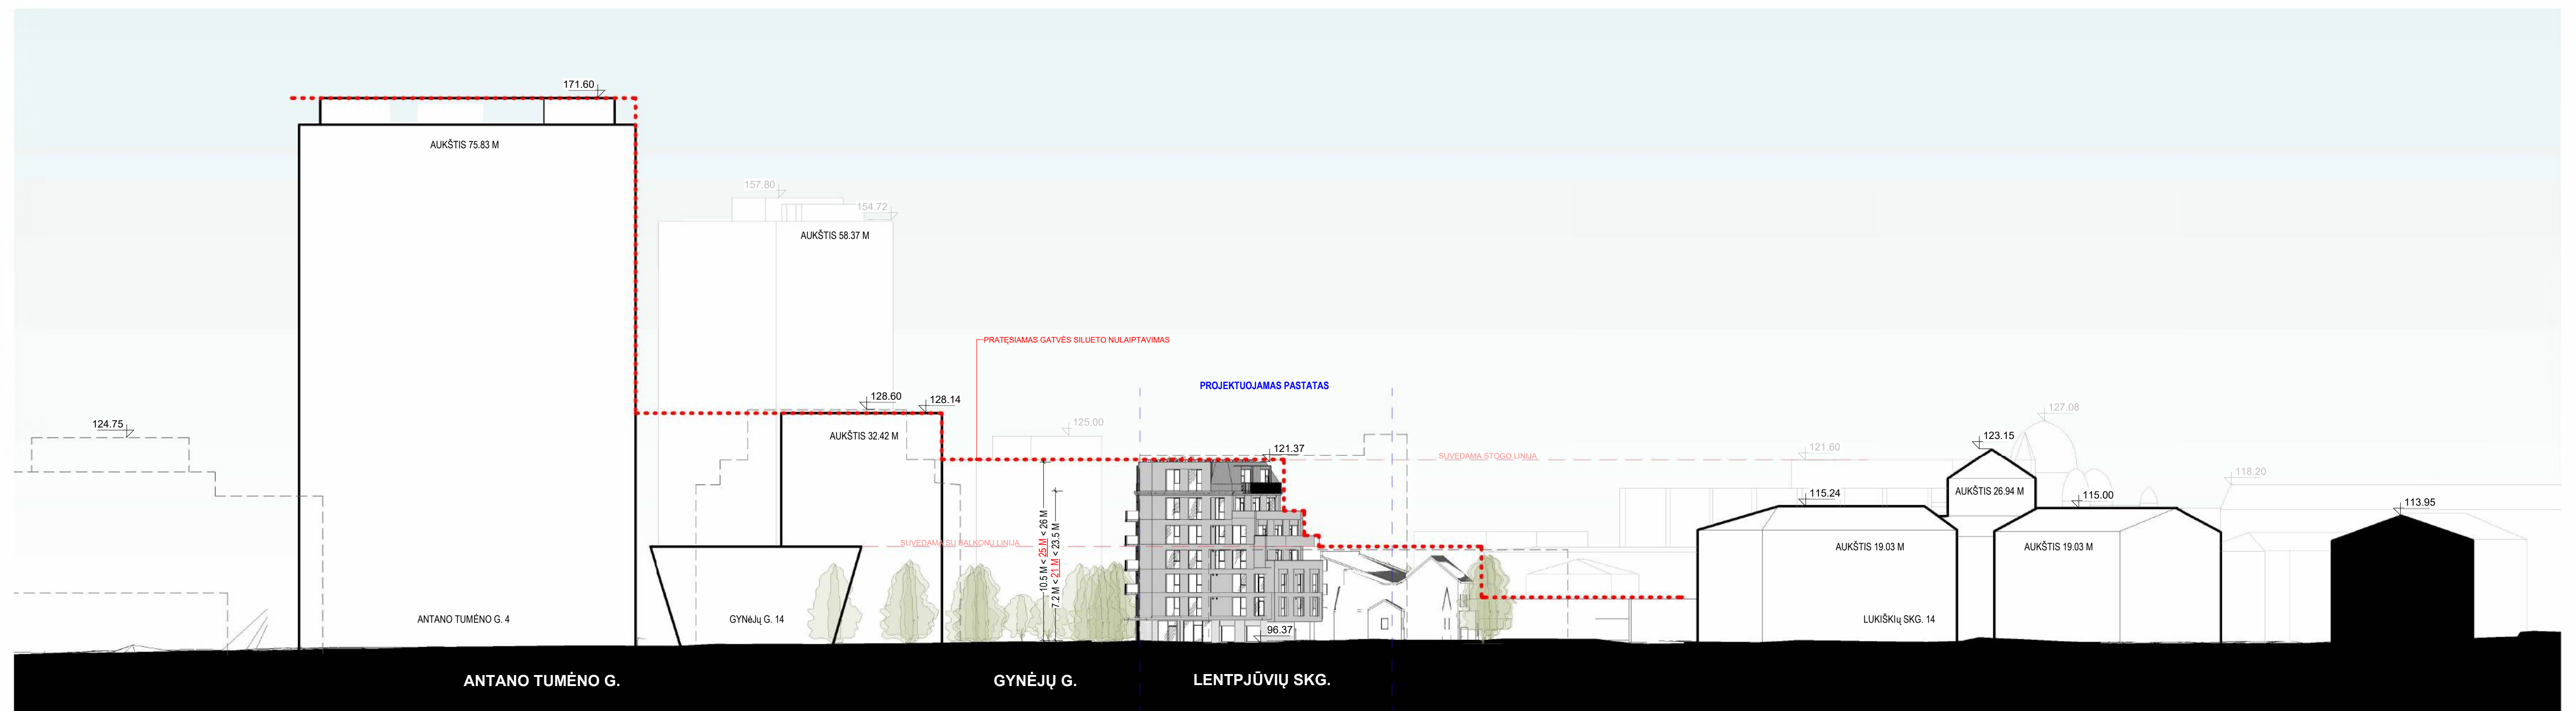 171.60
AUKŠTIS 75.83 M
157.80
154.72
AUKŠTIS 58.37 M
PRATĘSIAMAS GATVĖS SILUETO NULAIPTAVIMAS
PROJEKTUOJAMAS PASTATAS
128.60
128.14
127.08
124.75
125.00
AUKŠTIS 32.42 M
123.15
121.37
121.60
SUVEDAMA STOGO LINIJA
118.20
AUKŠTIS 26.94 M
115.24
115.00
113.95
SUVEDAMA SU BALKONŲ LINIJA
10.5 M < 25 M < 26 M
7.2 M < 21 M < 23.5 M
AUKŠTIS 19.03 M
AUKŠTIS 19.03 M
ANTANO TUMĖNO G. 4
GYNėJų G. 14
96.37
LUKIŠKIų SKG. 14
ANTANO TUMĖNO G.
GYNĖJŲ G.
LENTPJŪVIŲ SKG.